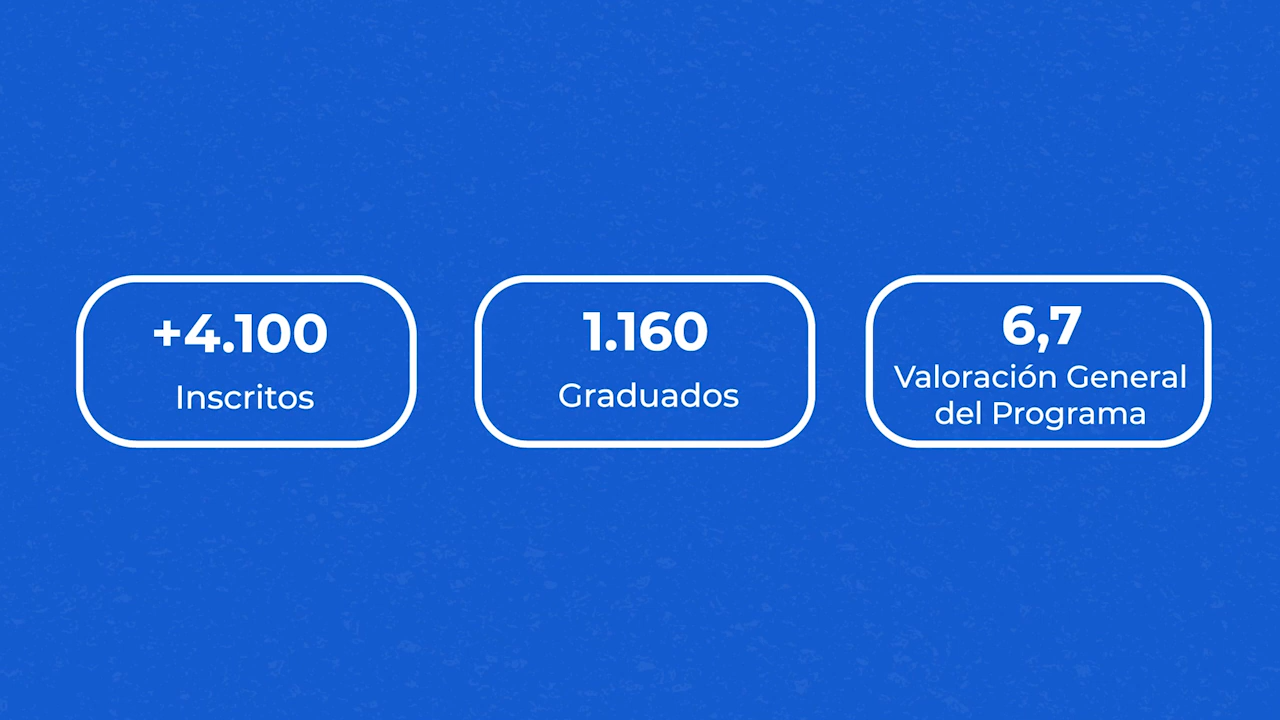 +4.100
Inscritos
1.160
Graduados
6,7
Valoración General
del Programa